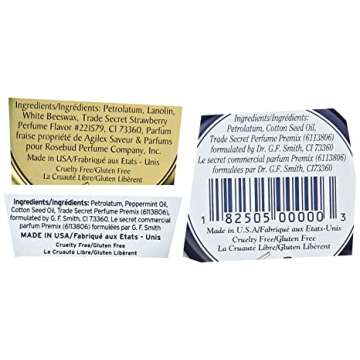 Ingredients/Ingrédients: Petrolatum, Lanolin,
White Beeswax, Trade Secret Strawberry
Perfume Flavor #221579, CI 73360, Parfum
fraise propriété de Agilex Saveur & Parfums
pour Rosebud Perfume Company, Inc.
Made in USA/Fabriqué aux Etats - Unis
Cruelty Free/Gluten Free
La Cruauté Libre/Gluten Libèrent
Ingredients/Ingrédients: Petrolatum, Peppermint Oil,
Cotton Seed Oil, Trade Secret Perfume Premix (6113806),
formulated by G. F. Smith, CI 73360. Le secret commercial
parfum Premix (6113806) formulées par G. F. Smith
MADE IN USA/Fabriqué aux Etats - Unis
Cruelty Free/Gluten Free
La Cruauté Libre/Gluten Libèrent
Ingredients/Ingrédients:
Petrolatum, Cotton Seed Oil,
Trade Secret Perfume Premix (6113806)
formulated by Dr. G.F. Smith, CI73360
Le secret commercial parfum Premix (6113806)
formulées par Dr. G.F. Smith, CI73360
1 82505 00000 3
Made in U.S.A/Fabriqué aux Etats-Unis
Cruelty Free/Gluten Free
La Cruauté Libre/Gluten Libèrent